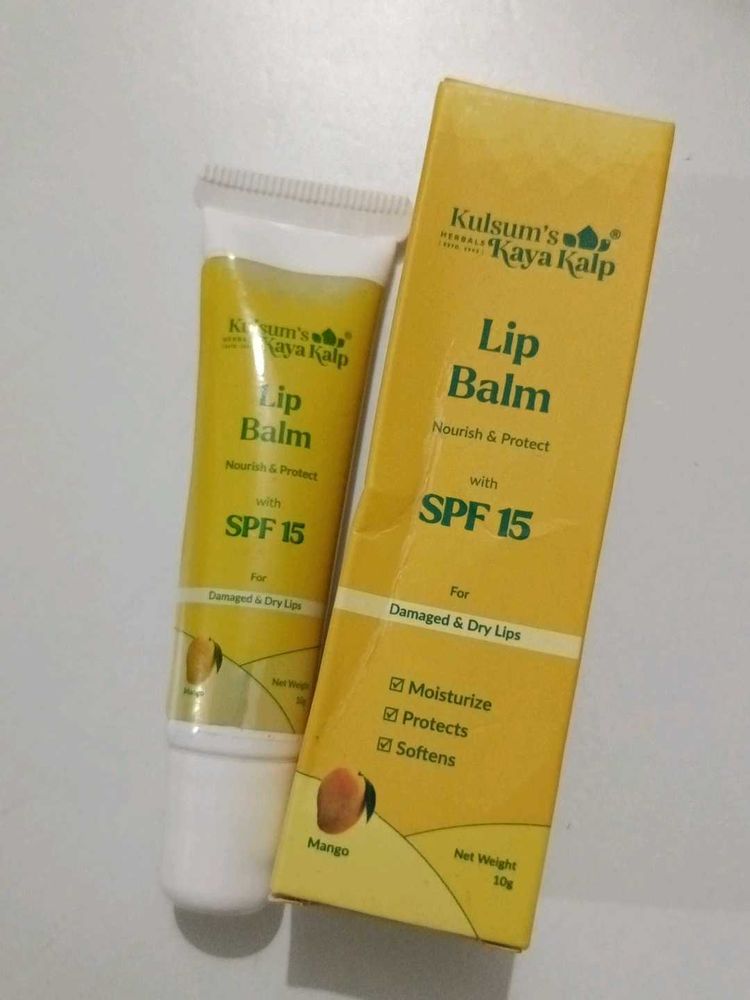 Kulsum's
HERBALS
Kaya Kalp
®
Lip
Balm
Nourish & Protect
with
SPF 15
For
Damaged & Dry Lips
Mango
Net Weight
10g
Kulsum's
HERBALS
Kaya Kalp
®
Lip
Balm
Nourish & Protect
with
SPF 15
For
Damaged & Dry Lips
☑ Moisturize
☑ Protects
☑ Softens
Mango
Net Weight
10g